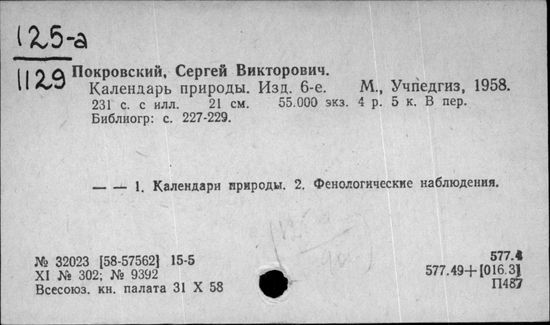 125-а
1129
Покровский, Сергей Викторович.
Календарь природы. Изд. 6-е. М., Учпедгиз, 1958.
231 с. с илл. 21 см. 55.000 экз. 4 р. 5 к. В пер.
Библиогр: с. 227-229.
— — 1. Календари природы. 2. Фенологические наблюдения.
№ 32023 [58-57562] 15-5
XI № 302; № 9392
Всесоюз. кн. палата 31 X 58
577.4
577.49+[016.3]
П487